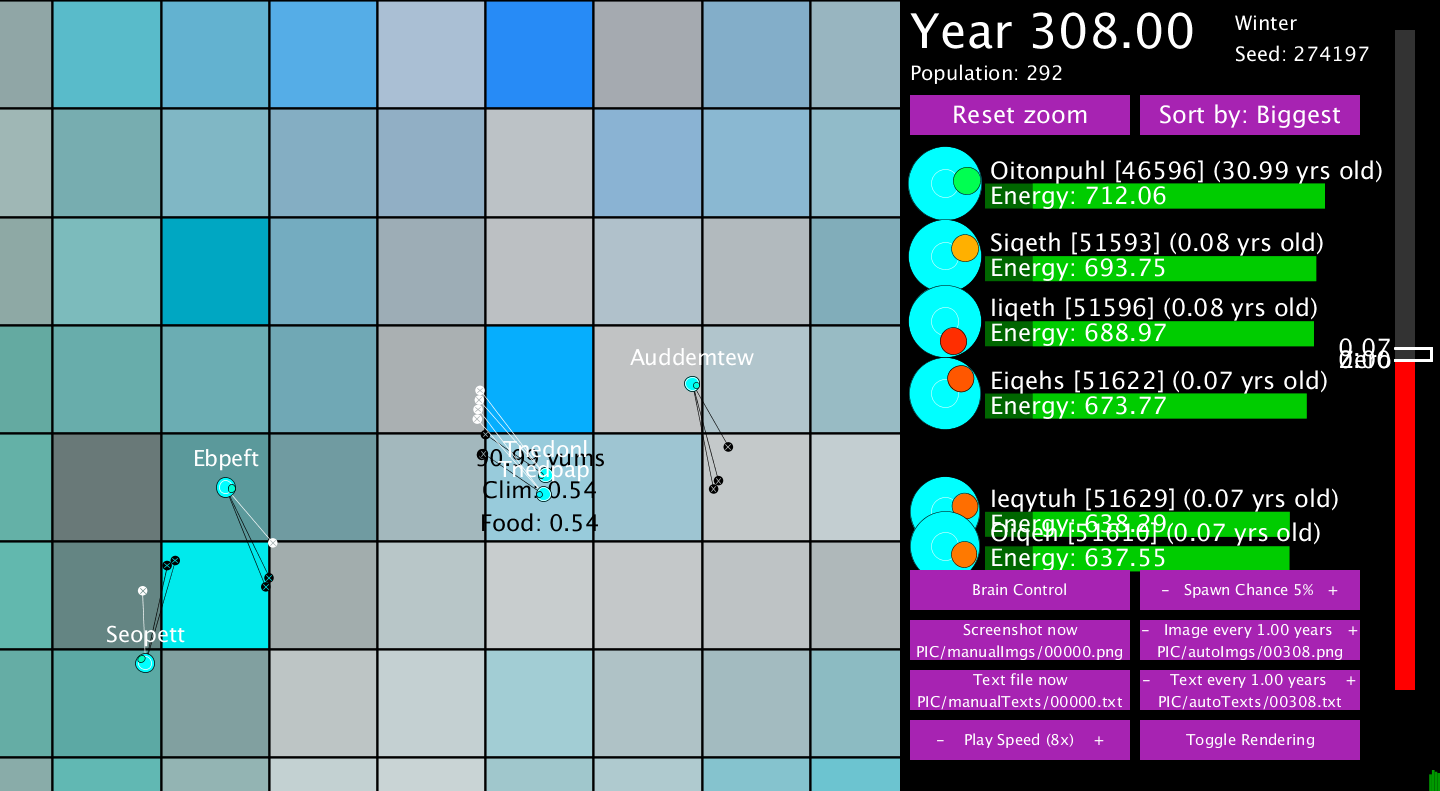 Year 308.00
Winter
Seed: 274197
Population: 292
Reset zoom
Sort by: Biggest
Oitonpuhl [46596] (30.99 yrs old)
Energy: 712.06
Siqeth [51593] (0.08 yrs old)
Energy: 693.75
Iiqeth [51596] (0.08 yrs old)
Energy: 688.97
Eiqehs [51622] (0.07 yrs old)
Energy: 673.77
Ieqytuh [51629] (0.07 yrs old)
Energy: 638.29
Oiqeh [51610] (0.07 yrs old)
Energy: 637.55
0.07
Zero
Brain Control
- Spawn Chance 5% +
Screenshot now
PIC/manualImgs/00000.png
- Image every 1.00 years +
PIC/autoImgs/00308.png
Text file now
PIC/manualTexts/00000.txt
- Text every 1.00 years +
PIC/autoTexts/00308.txt
- Play Speed (8x) +
Toggle Rendering
Auddemtew
Tnedonl
yums
Tnedpap
Clim: 0.54
Food: 0.54
Ebpeft
Seopett